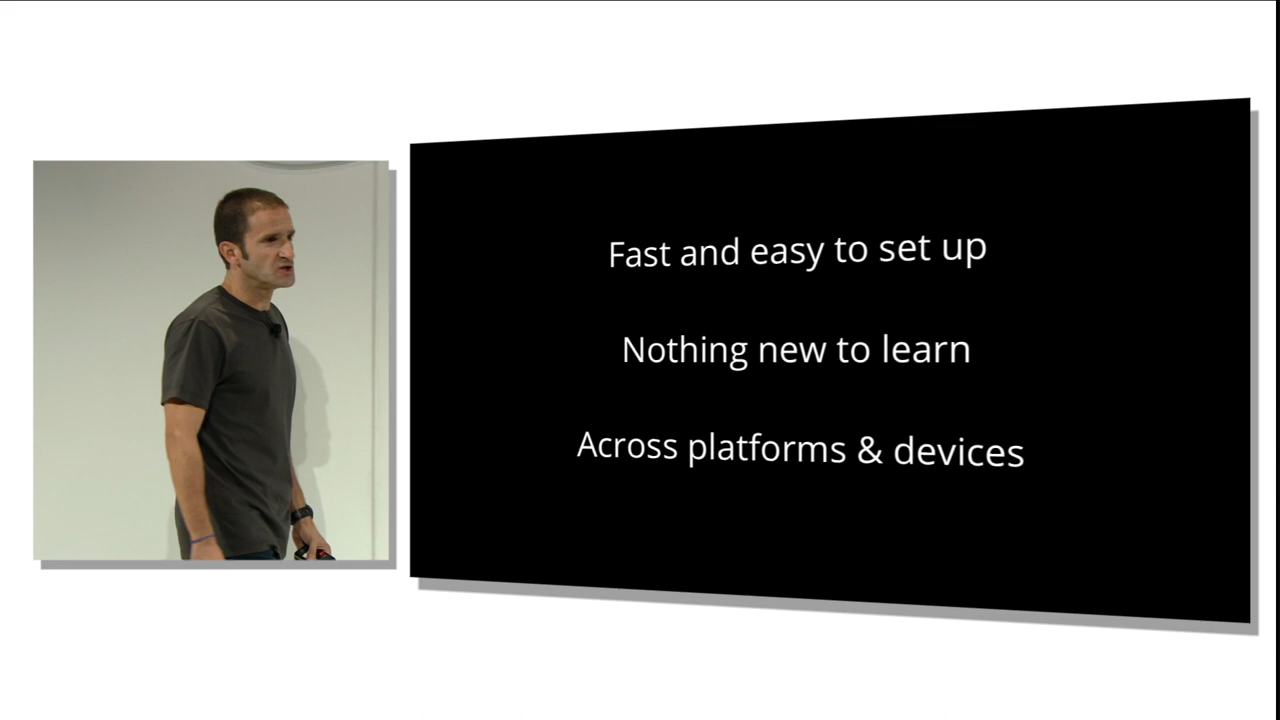 Fast and easy to set up
Nothing new to learn
Across platforms & devices